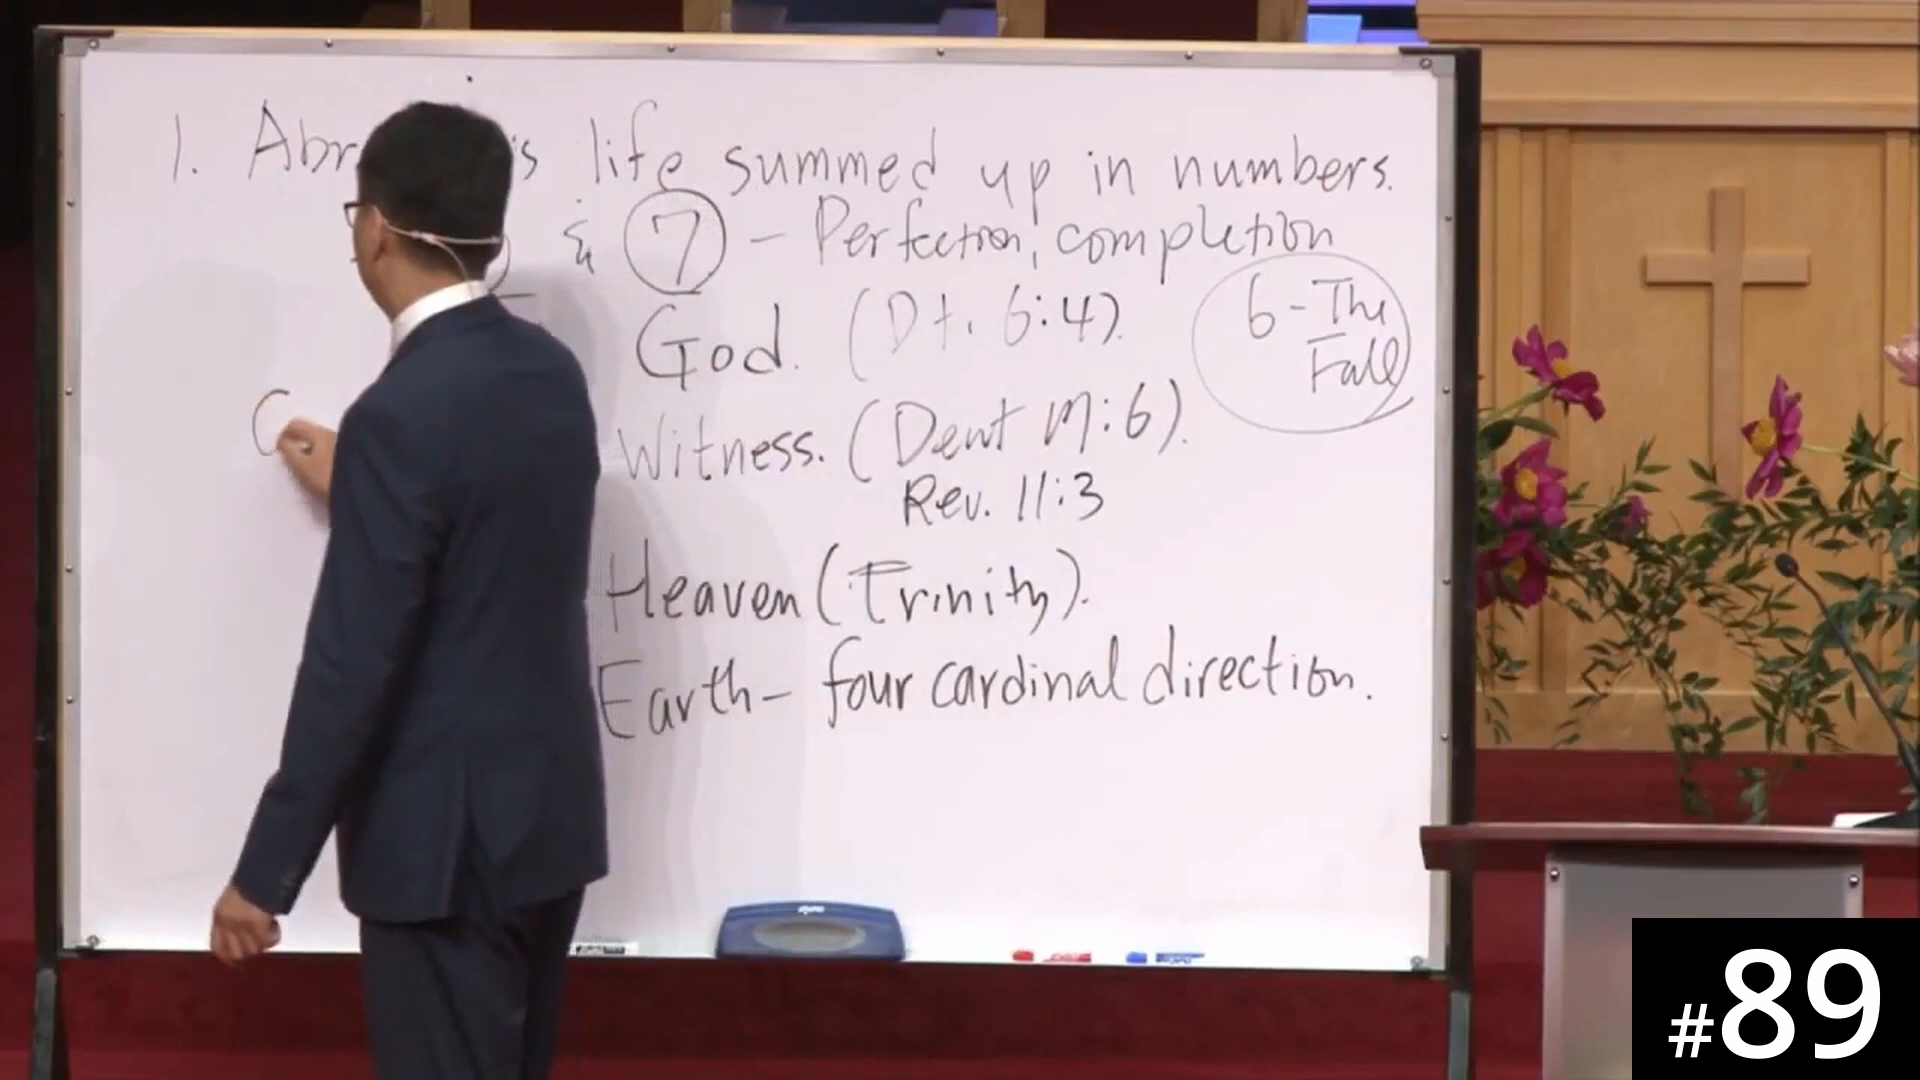 1. Abr 's life summed up in numbers.
& 7 – Perfection, completion
God. (Dt. 6:4).
6 - The
Fall
Witness. (Deut 17:6).
Rev. 11:3
Heaven (Trinity).
Earth – four cardinal direction.
#89